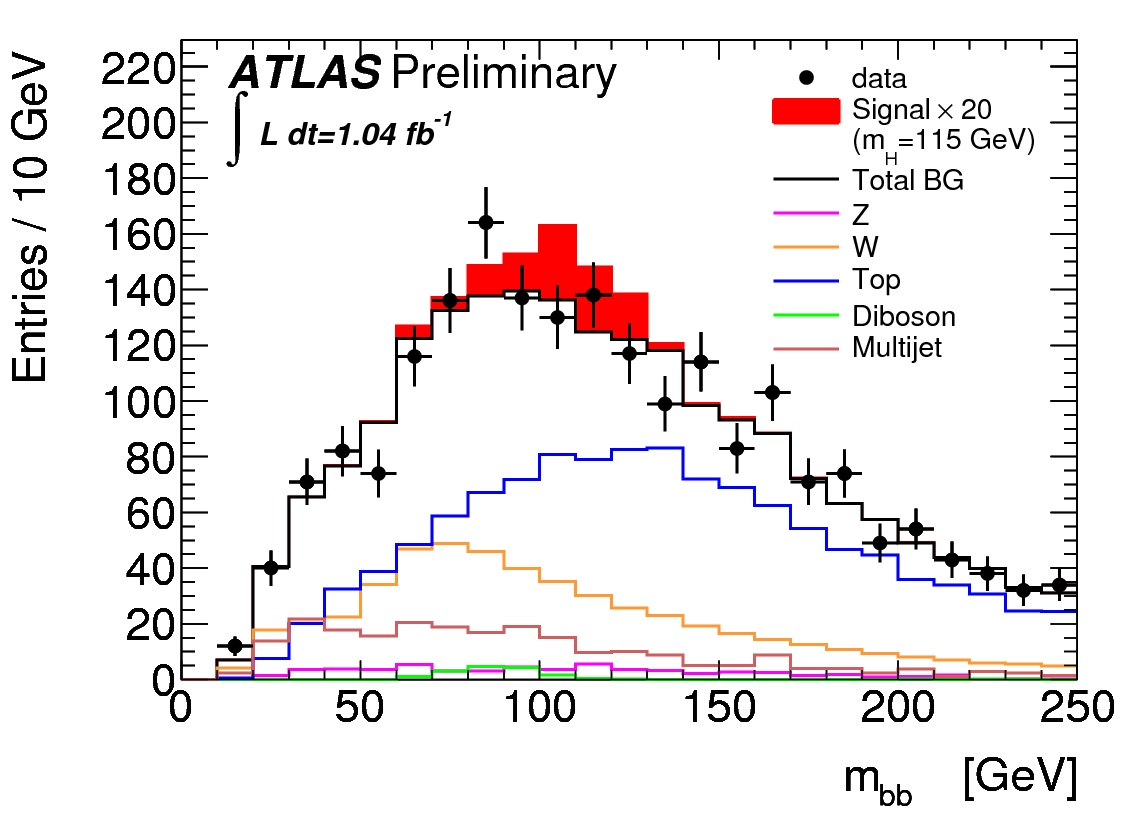 ATLAS Preliminary
∫ L dt=1.04 fb-1
data
Signal × 20
(mH=115 GeV)
Total BG
Z
W
Top
Diboson
Multijet
Entries / 10 GeV
220
200
180
160
140
120
100
80
60
40
20
0
0 50 100 150 200 250
mbb [GeV]